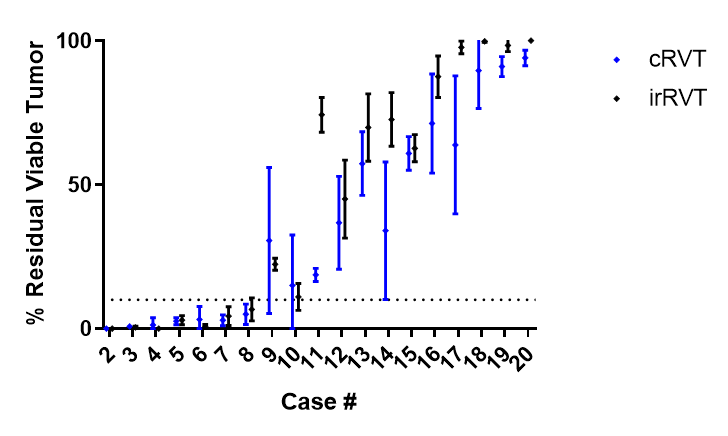 % Residual Viable Tumor
100
50
0
2 3 4 5 6 7 8 9 10 11 12 13 14 15 16 17 18 19 20
Case #
cRVT
irRVT